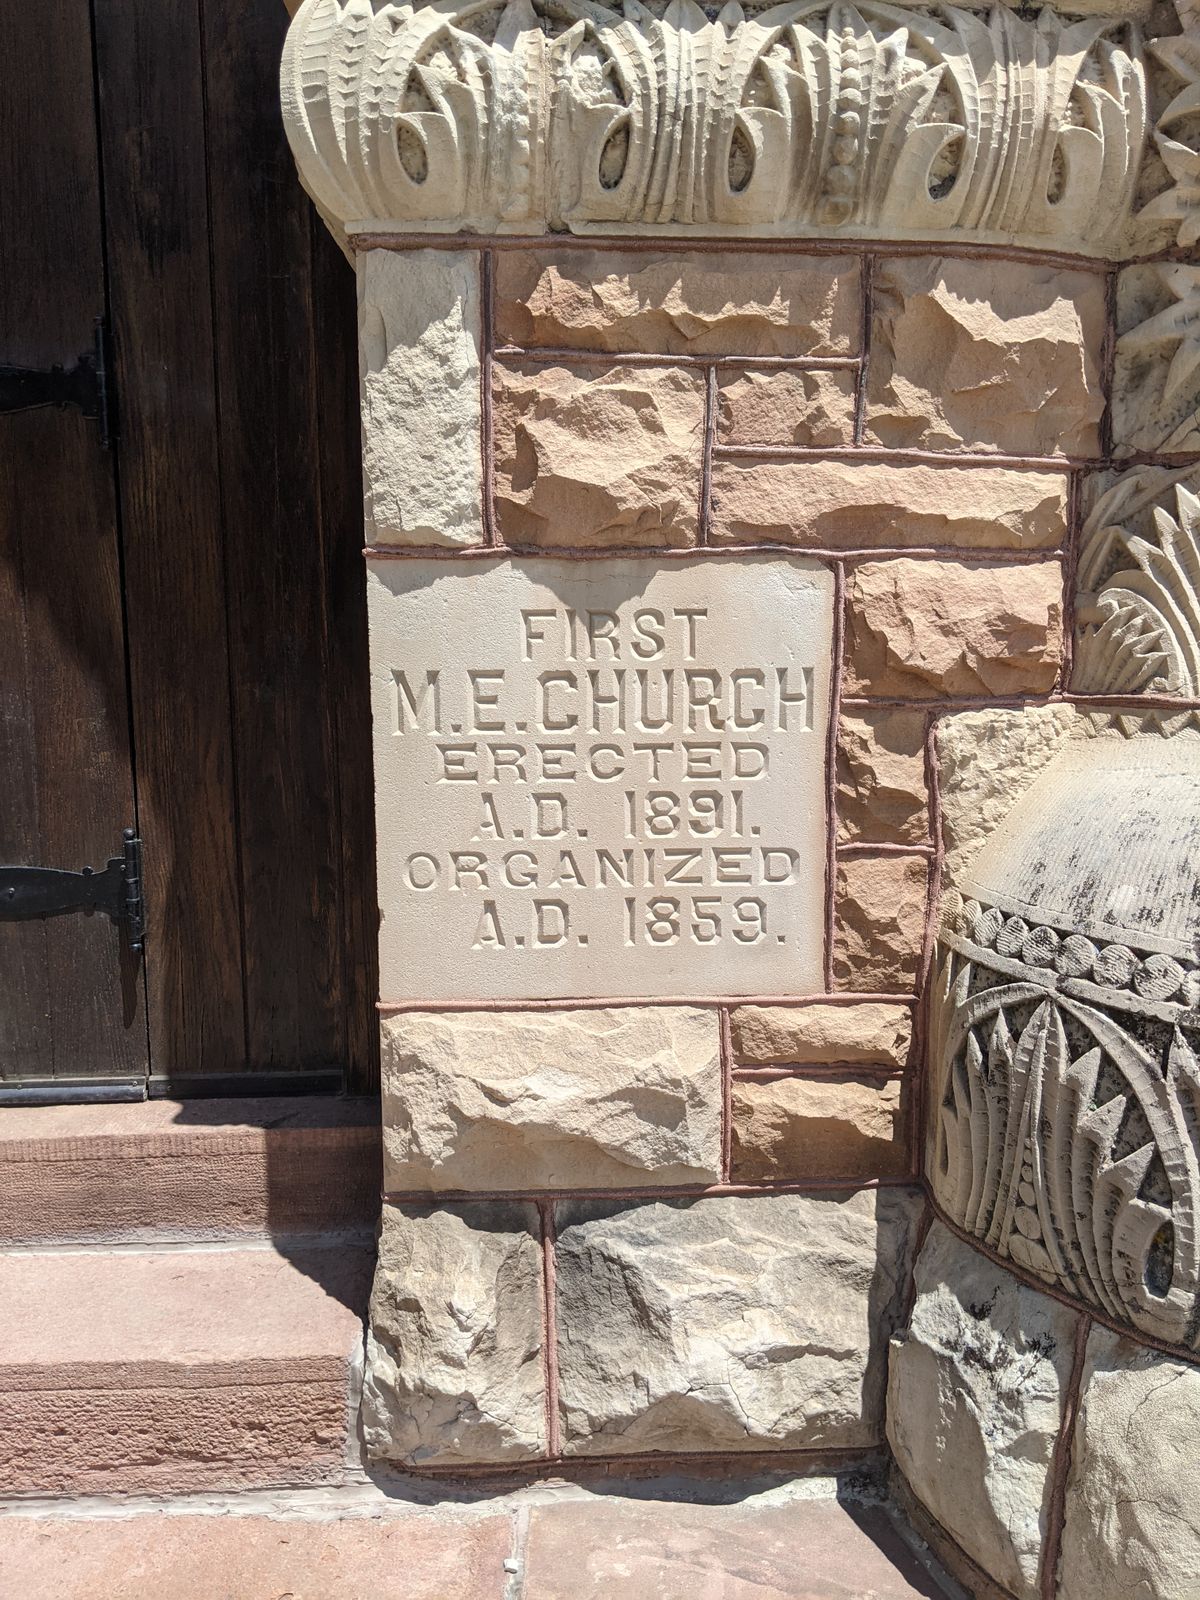 FIRST
M.E.CHURCH
ERECTED
A.D. 1891.
ORGANIZED
A.D. 1859.